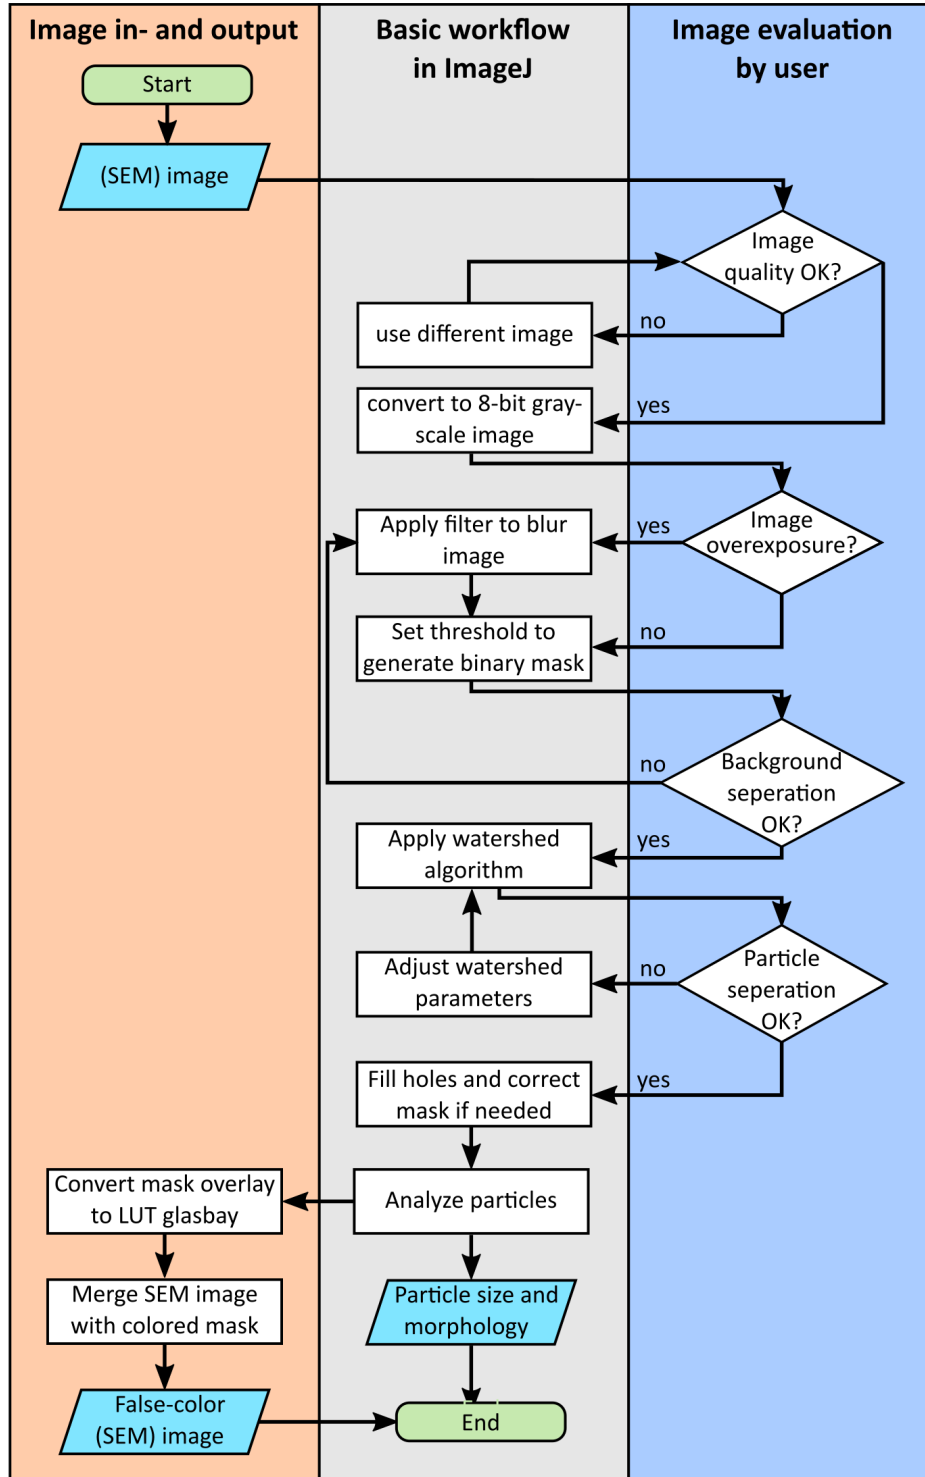 Image in- and output
Basic workflow
in ImageJ
Image evaluation
by user
Start
(SEM) image
Image
quality OK?
no
use different image
yes
convert to 8-bit gray-
scale image
Image
overexposure?
yes
Apply filter to blur
image
no
Set threshold to
generate binary mask
Background
seperation
OK?
no
yes
Apply watershed
algorithm
Particle
seperation
OK?
no
Adjust watershed
parameters
yes
Fill holes and correct
mask if needed
Analyze particles
Convert mask overlay
to LUT glasbay
Merge SEM image
with colored mask
Particle size and
morphology
False-color
(SEM) image
End